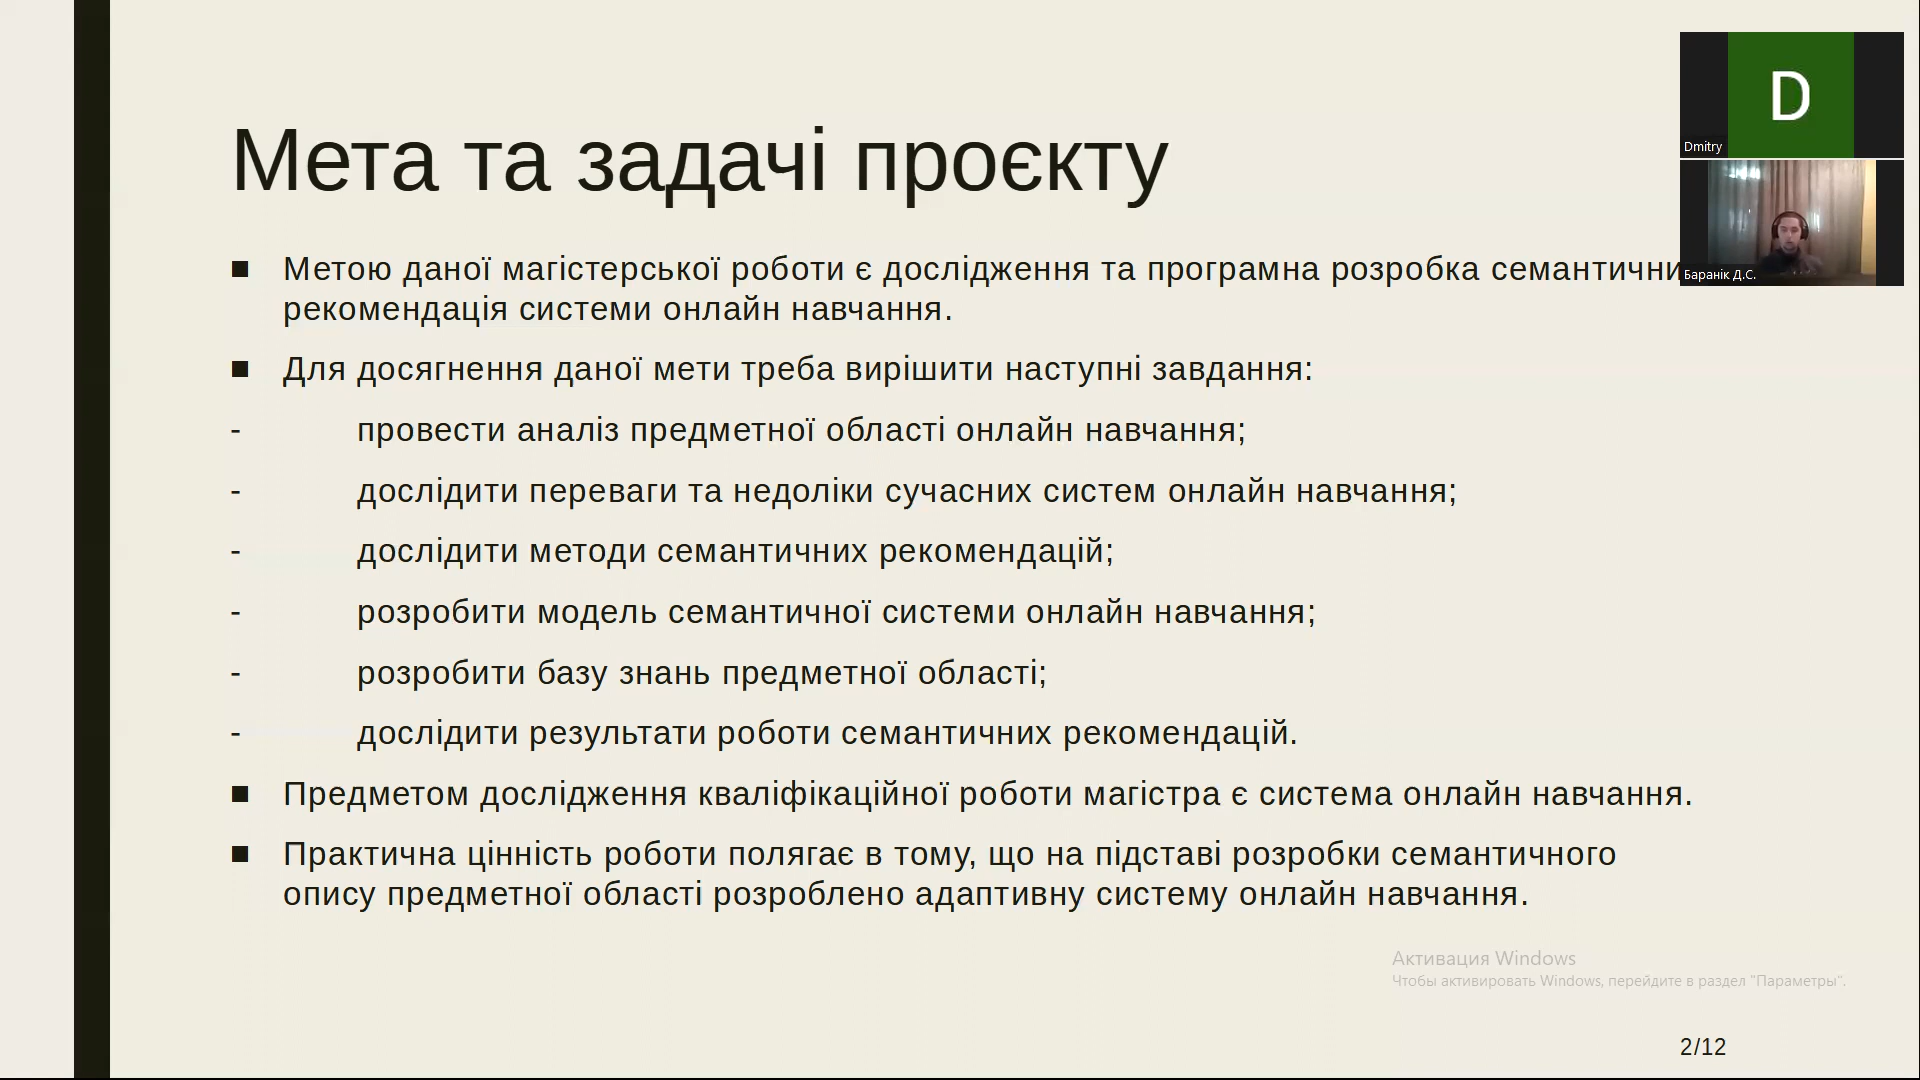 Мета та задачі проєкту
D
Dmitry
Баранік Д.С.
■ Метою даної магістерської роботи є дослідження та програмна розробка
рекомендація системи онлайн навчання.
■ Для досягнення даної мети треба вирішити наступні завдання:
- провести аналіз предметної області онлайн навчання;
- дослідити переваги та недоліки сучасних систем онлайн навчання;
- дослідити методи семантичних рекомендацій;
- розробити модель семантичної системи онлайн навчання;
- розробити базу знань предметної області;
- дослідити результати роботи семантичних рекомендацій.
■ Предметом дослідження кваліфікаційної роботи магістра є система онлайн навчання.
■ Практична цінність роботи полягає в тому, що на підставі розробки семантичного
опису предметної області розроблено адаптивну систему онлайн навчання.
Активация Windows
Чтобы активировать Windows, перейдите в раздел "Параметры".
2/12